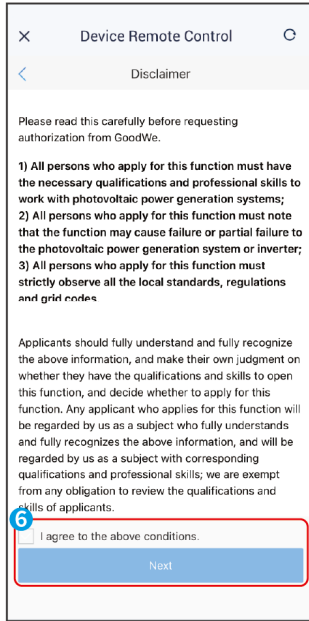 Device Remote Control
Disclaimer
Please read this carefully before requesting
authorization from GoodWe.
1) All persons who apply for this function must have
the necessary qualifications and professional skills to
work with photovoltaic power generation systems;
2) All persons who apply for this function must note
that the function may cause failure or partial failure to
the photovoltaic power generation system or inverter;
3) All persons who apply for this function must
strictly observe all the local standards, regulations
and grid codes
Applicants should fully understand and fully recognize
the above information, and make their own judgment on
whether they have the qualifications and skills to open
this function, and decide whether to apply for this
function. Any applicant who applies for this function will
be regarded by us as a subject who fully understands
and fully recognizes the above information, and will be
regarded by us as a subject with corresponding
qualifications and professional skills; we are exempt
from any obligation to review the qualifications and
skills of applicants.
6
I agree to the above conditions.
Next